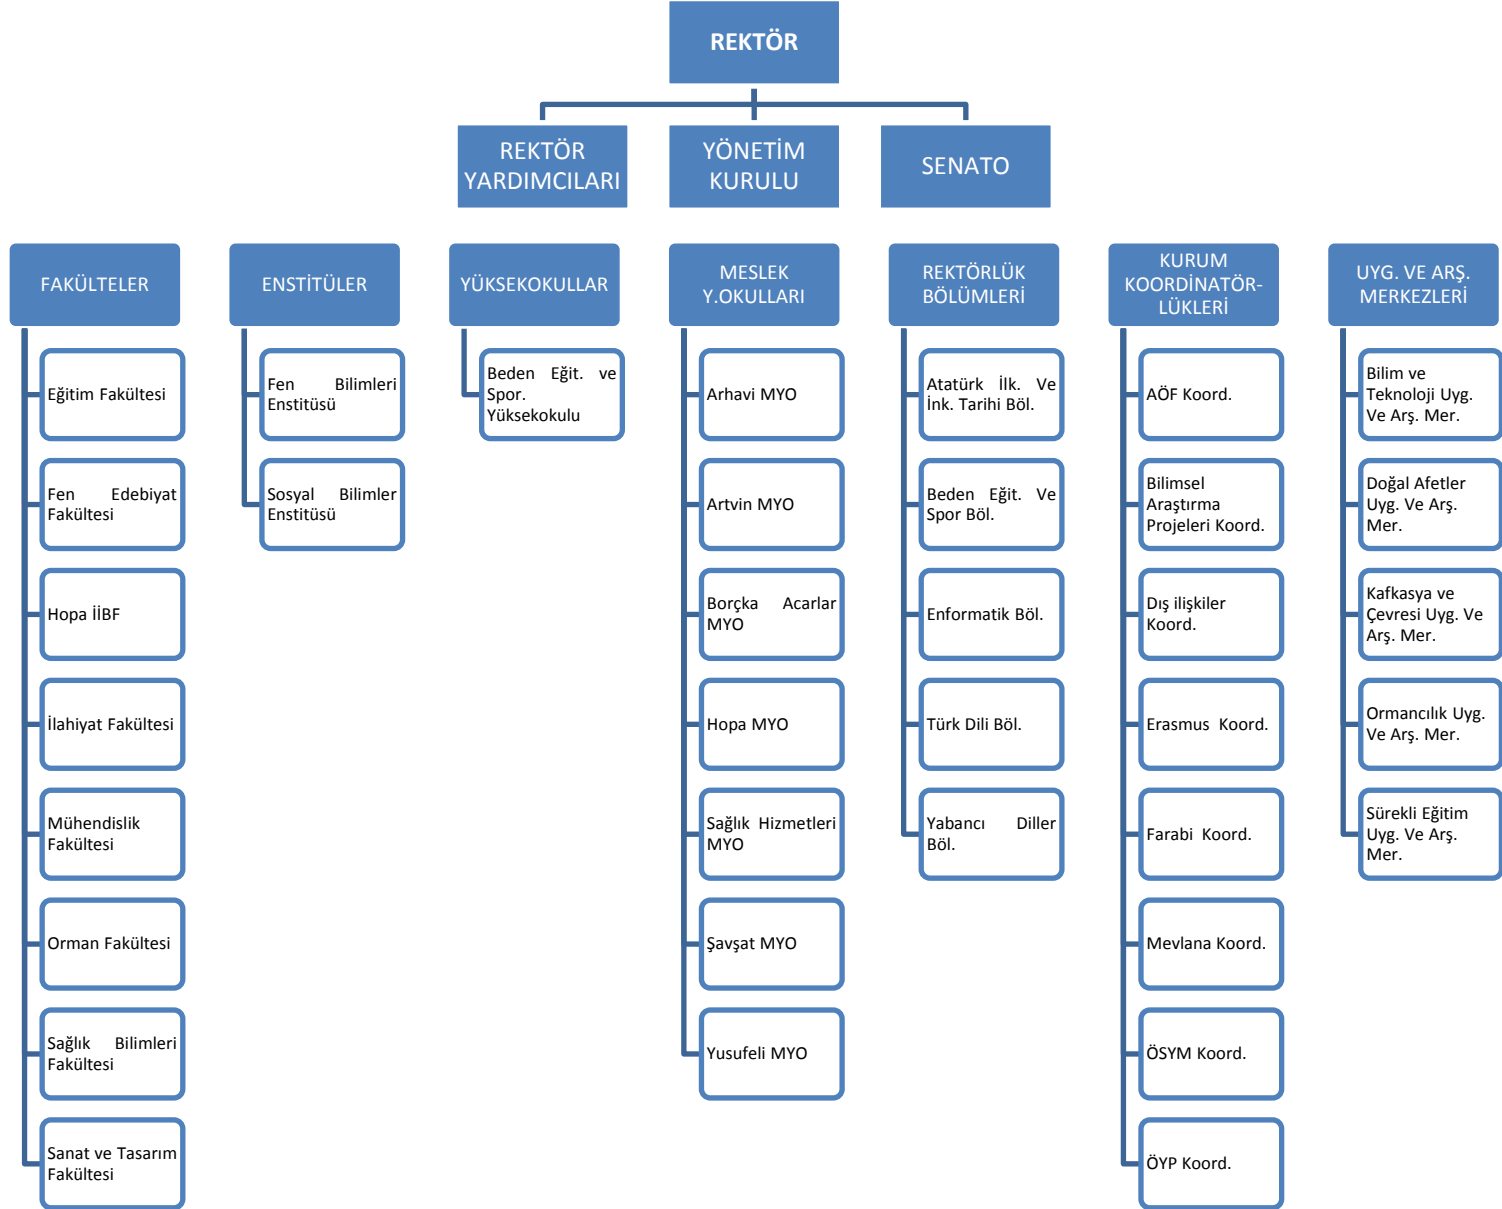 REKTÖR
REKTÖR
YARDIMCILARI
YÖNETİM
KURULU
SENATO
FAKÜLTELER
Eğitim Fakültesi
Fen Edebiyat
Fakültesi
Hopa İİBF
İlahiyat Fakültesi
Mühendislik
Fakültesi
Orman Fakültesi
Sağlık Bilimleri
Fakültesi
Sanat ve Tasarım
Fakültesi
ENSTİTÜLER
Fen Bilimleri
Enstitüsü
Sosyal Bilimler
Enstitüsü
YÜKSEKOKULLAR
Beden Eğit. ve
Spor.
Yüksekokulu
MESLEK
Y.OKULLARI
Arhavi MYO
Artvin MYO
Borçka Acarlar
MYO
Hopa MYO
Sağlık Hizmetleri
MYO
Şavşat MYO
Yusufeli MYO
REKTÖRLÜK
BÖLÜMLERİ
Atatürk İlk. Ve
İnk. Tarihi Böl.
Beden Eğit. Ve
Spor Böl.
Enformatik Böl.
Türk Dili Böl.
Yabancı Diller
Böl.
KURUM
KOORDİNATÖR-
LÜKLERİ
AÖF Koord.
Bilimsel
Araştırma
Projeleri Koord.
Dış ilişkiler
Koord.
Erasmus Koord.
Farabi Koord.
Mevlana Koord.
ÖSYM Koord.
ÖYP Koord.
UYG. VE ARŞ.
MERKEZLERİ
Bilim ve
Teknoloji Uyg.
Ve Arş. Mer.
Doğal Afetler
Uyg. Ve Arş.
Mer.
Kafkasya ve
Çevresi Uyg. Ve
Arş. Mer.
Ormancılık Uyg.
Ve Arş. Mer.
Sürekli Eğitim
Uyg. Ve Arş.
Mer.